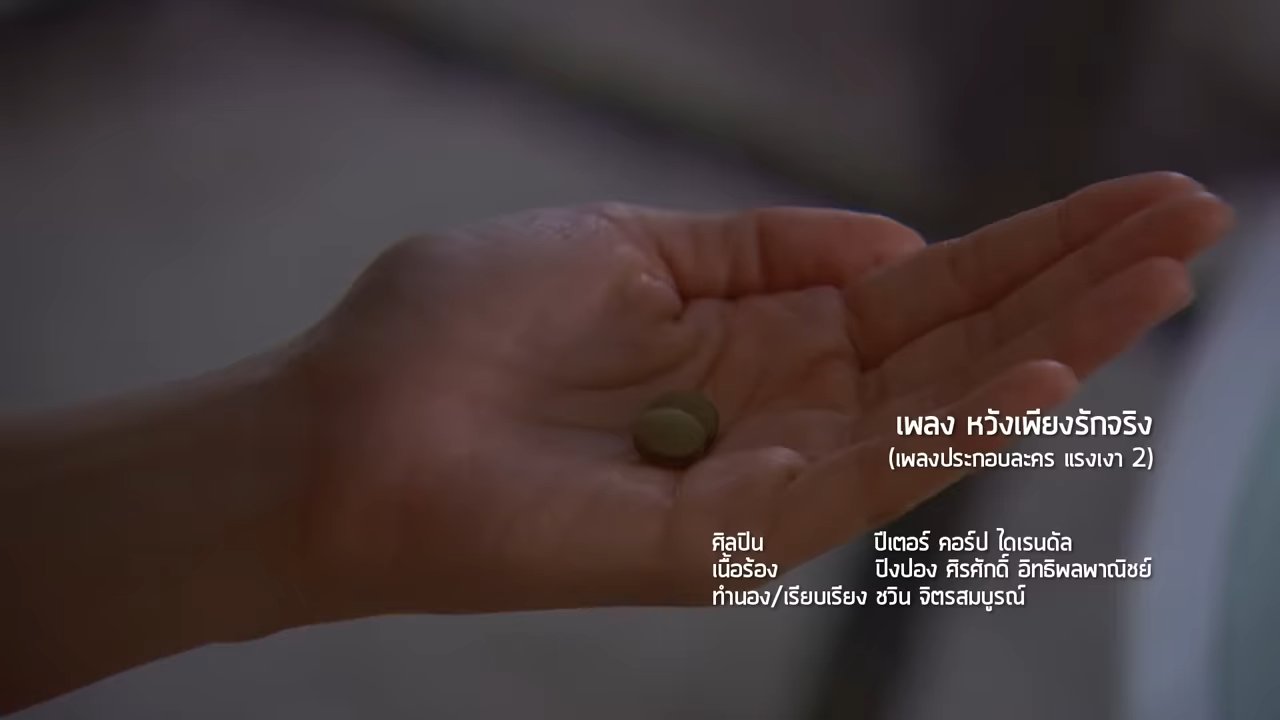 เพลง หวังเพียงรักจริง
(เพลงประกอบละคร แรงเงา 2)
ศิลปิน ปีเตอร์ คอร์ป ไดเรนดัล
เนื้อร้อง ปิงปอง ศิรศักดิ์ อิทธิพลพาณิชย์
ทำนอง/เรียบเรียง ชวิน จิตรสมบูรณ์